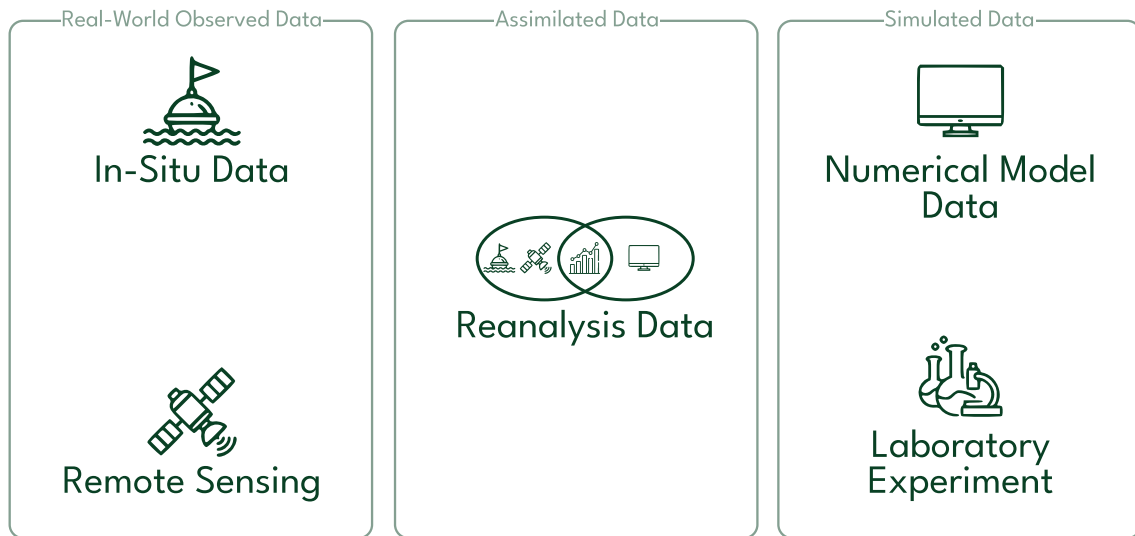 Real-World Observed Data
Assimilated Data
Simulated Data
In-Situ Data
Remote Sensing
Reanalysis Data
Numerical Model
Data
Laboratory
Experiment